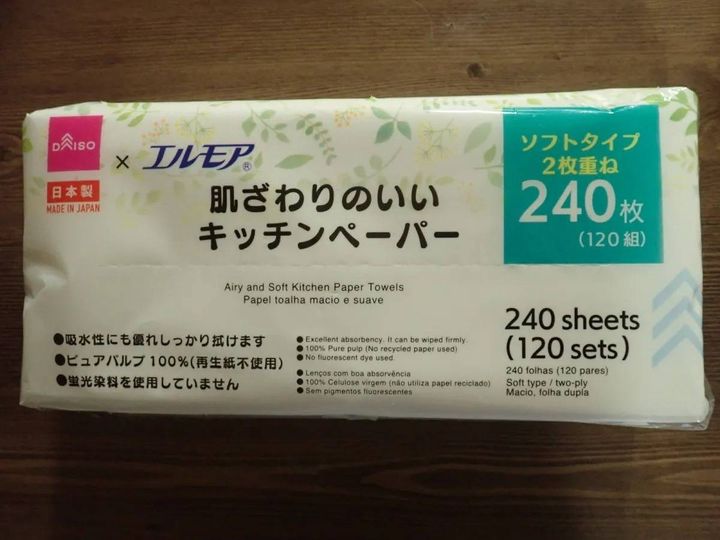 DAISO
×
エルモア®
日本製
MADE IN JAPAN
肌ざわりのいい
キッチンペーパー
ソフトタイプ
2枚重ね
240枚
(120組)
Airy and Soft Kitchen Paper Towels
Papel toalha macio e suave
●吸水性にも優れしっかり拭けます
●ピュアパルプ100%(再生紙不使用)
●蛍光染料を使用していません
● Excellent absorbency. It can be wiped firmly.
● 100% Pure pulp (No recycled paper used)
● No fluorescent dye used.
● Lenços com boa absorvência
● 100% Celulose virgem (não utiliza papel reciclado)
● Sem pigmentos fluorescentes
240 sheets
(120 sets)
240 folhas (120 pares)
Soft type / two-ply
Macio, folha dupla